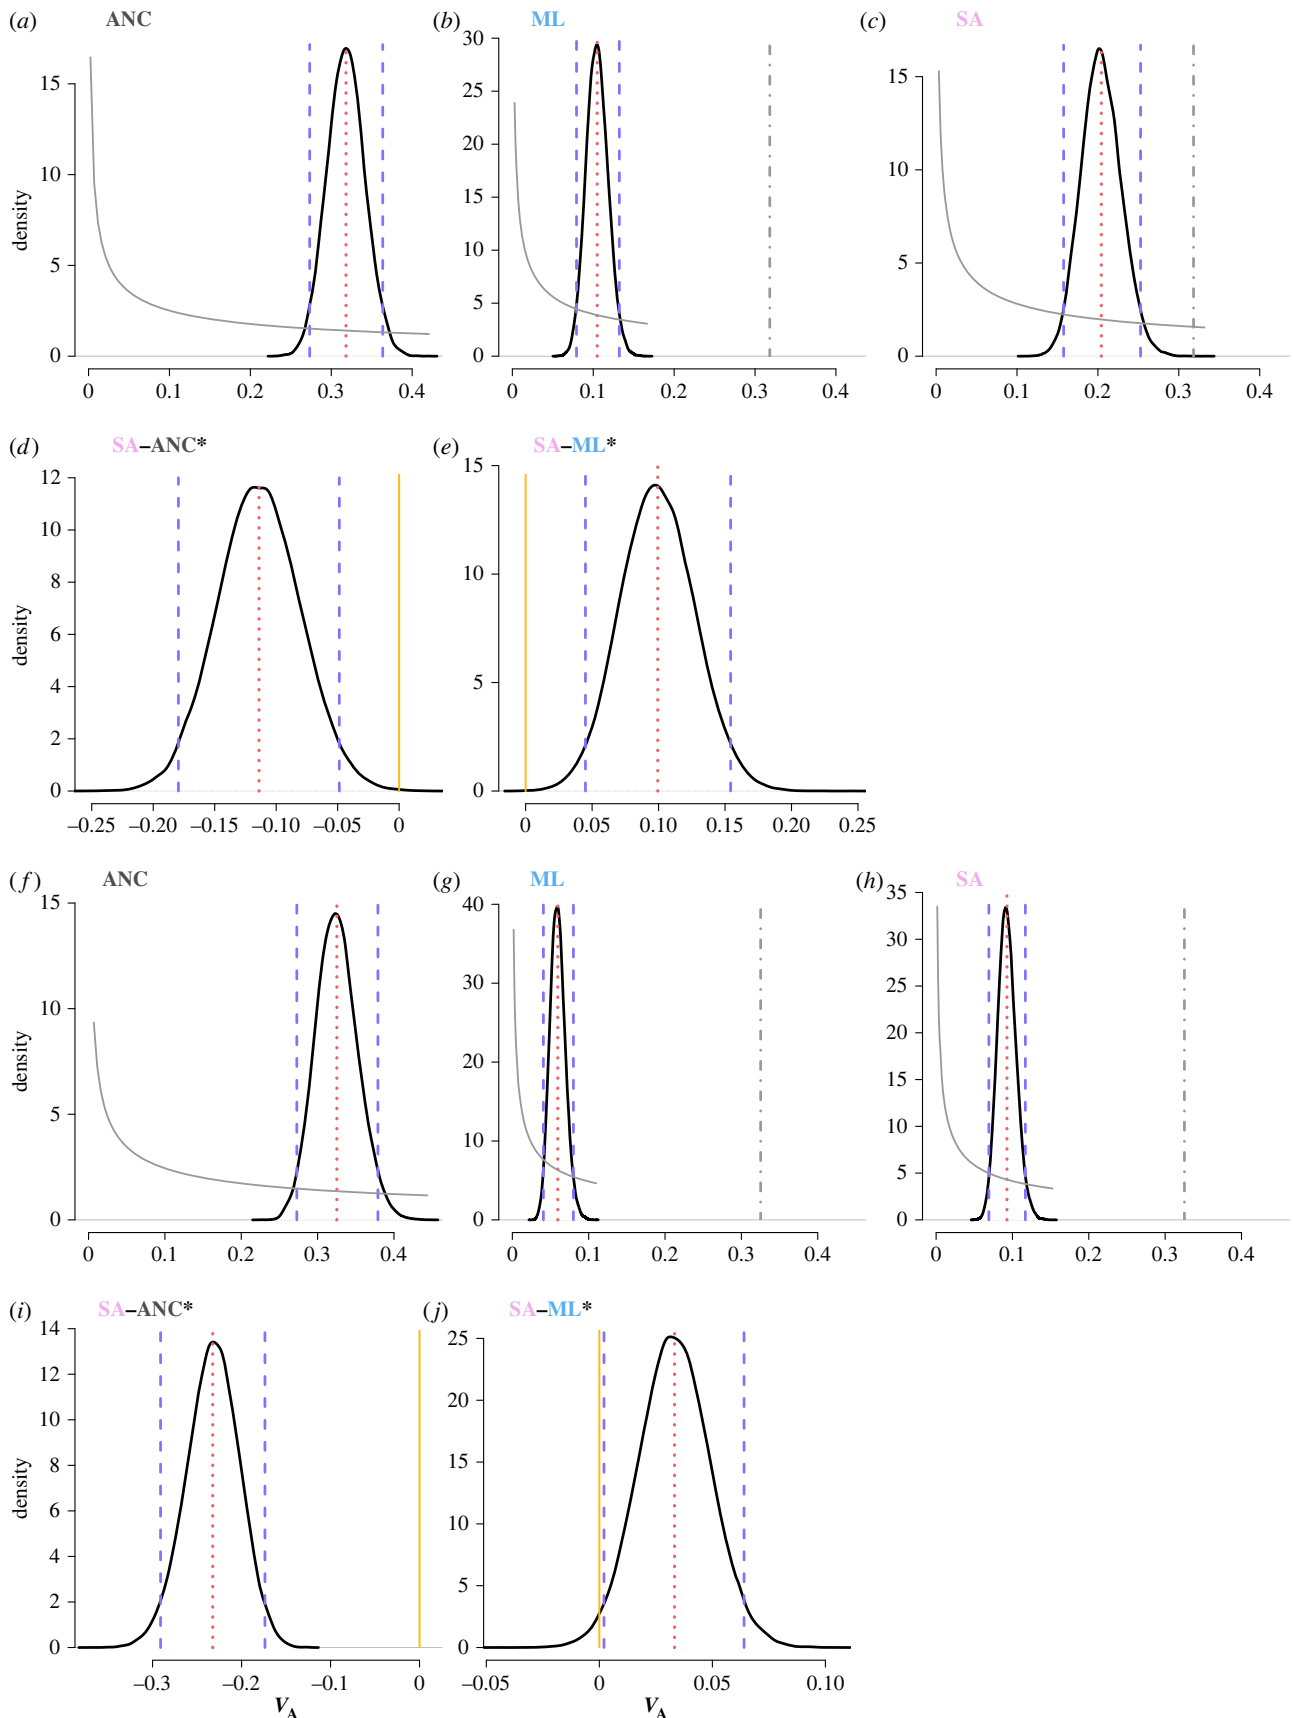 (a) ANC
(b) ML
(c) SA
density
15
10
5
0
0 0.1 0.2 0.3 0.4
30
25
20
15
10
5
0
0 0.1 0.2 0.3 0.4
15
10
5
0
0 0.1 0.2 0.3 0.4
(d) SA–ANC*
(e) SA–ML*
density
12
10
8
6
4
2
0
–0.25 –0.20 –0.15 –0.10 –0.05 0
15
10
5
0
0 0.05 0.10 0.15 0.20 0.25
(f) ANC
(g) ML
(h) SA
density
15
10
5
0
0 0.1 0.2 0.3 0.4
40
30
20
10
0
0 0.1 0.2 0.3 0.4
35
30
25
20
15
10
5
0
0 0.1 0.2 0.3 0.4
(i) SA–ANC*
(j) SA–ML*
density
14
12
10
8
6
4
2
0
–0.3 –0.2 –0.1 0
VA
25
20
15
10
5
0
–0.05 0 0.05 0.10
VA